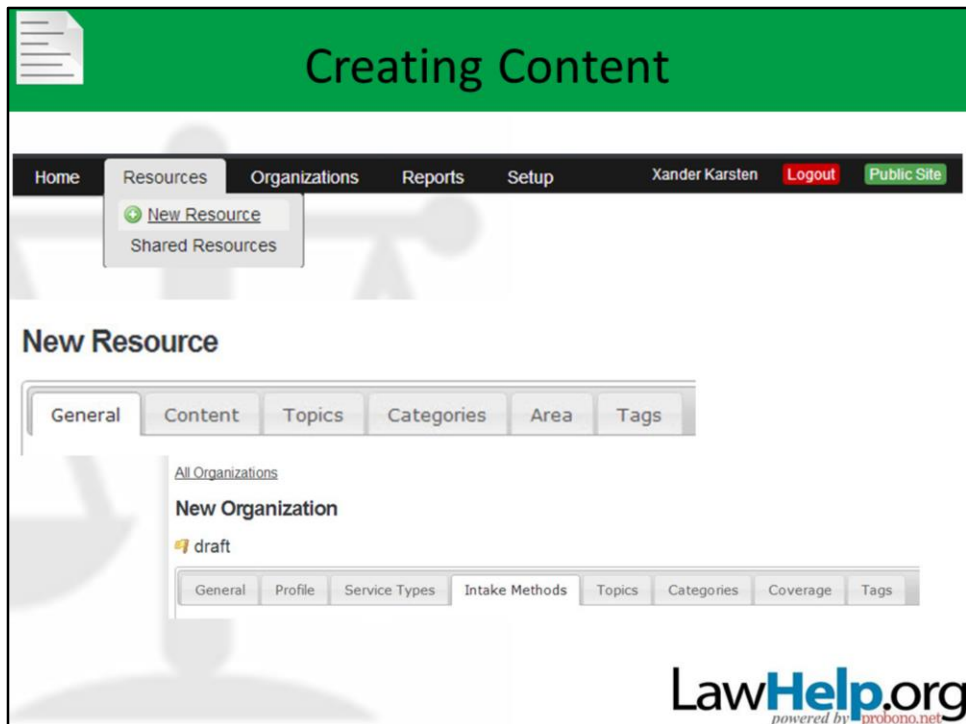 Creating Content
Home Resources Organizations Reports Setup Xander Karsten Logout Public Site
New Resource
Shared Resources
New Resource
General Content Topics Categories Area Tags
All Organizations
New Organization
draft
General Profile Service Types Intake Methods Topics Categories Coverage Tags
LawHelp.org
powered by probono.net